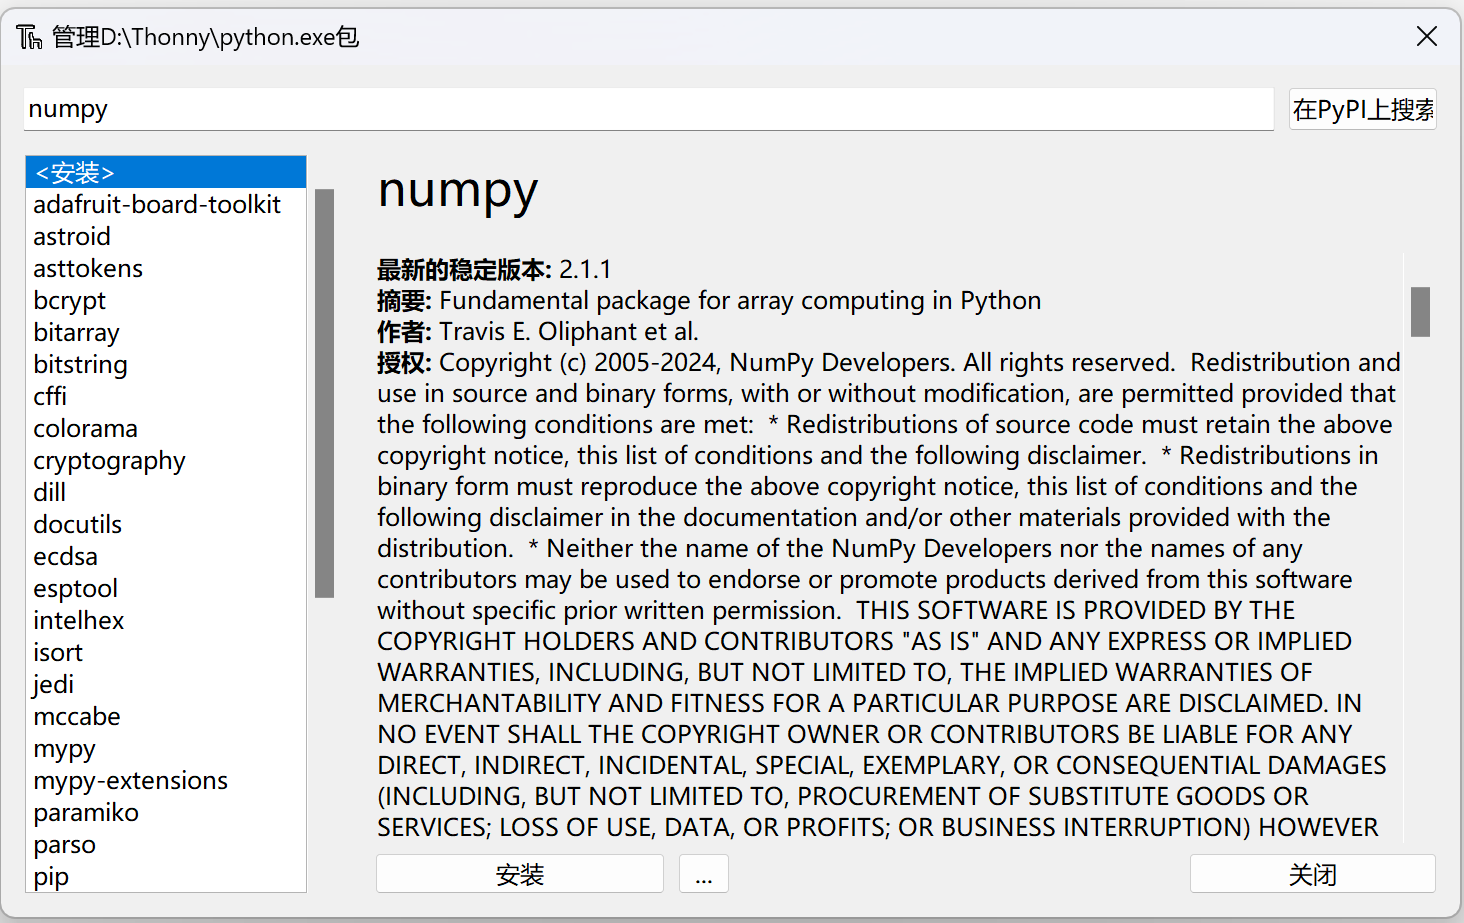 管理D:\Thonny\python.exe包
numpy
在PyPI上搜索
<安装>
adafruit-board-toolkit
astroid
asttokens
bcrypt
bitarray
bitstring
cffi
colorama
cryptography
dill
docutils
ecdsa
esptool
intelhex
isort
jedi
mccabe
mypy
mypy-extensions
paramiko
parso
pip
numpy
最新的稳定版本: 2.1.1
摘要: Fundamental package for array computing in Python
作者: Travis E. Oliphant et al.
授权: Copyright (c) 2005-2024, NumPy Developers. All rights reserved.  Redistribution and
use in source and binary forms, with or without modification, are permitted provided that
the following conditions are met:  * Redistributions of source code must retain the above
copyright notice, this list of conditions and the following disclaimer.  * Redistributions in
binary form must reproduce the above copyright notice, this list of conditions and the
following disclaimer in the documentation and/or other materials provided with the
distribution.  * Neither the name of the NumPy Developers nor the names of any
contributors may be used to endorse or promote products derived from this software
without specific prior written permission.  THIS SOFTWARE IS PROVIDED BY THE
COPYRIGHT HOLDERS AND CONTRIBUTORS "AS IS" AND ANY EXPRESS OR IMPLIED
WARRANTIES, INCLUDING, BUT NOT LIMITED TO, THE IMPLIED WARRANTIES OF
MERCHANTABILITY AND FITNESS FOR A PARTICULAR PURPOSE ARE DISCLAIMED. IN
NO EVENT SHALL THE COPYRIGHT OWNER OR CONTRIBUTORS BE LIABLE FOR ANY
DIRECT, INDIRECT, INCIDENTAL, SPECIAL, EXEMPLARY, OR CONSEQUENTIAL DAMAGES
(INCLUDING, BUT NOT LIMITED TO, PROCUREMENT OF SUBSTITUTE GOODS OR
SERVICES; LOSS OF USE, DATA, OR PROFITS; OR BUSINESS INTERRUPTION) HOWEVER
安装
...
关闭